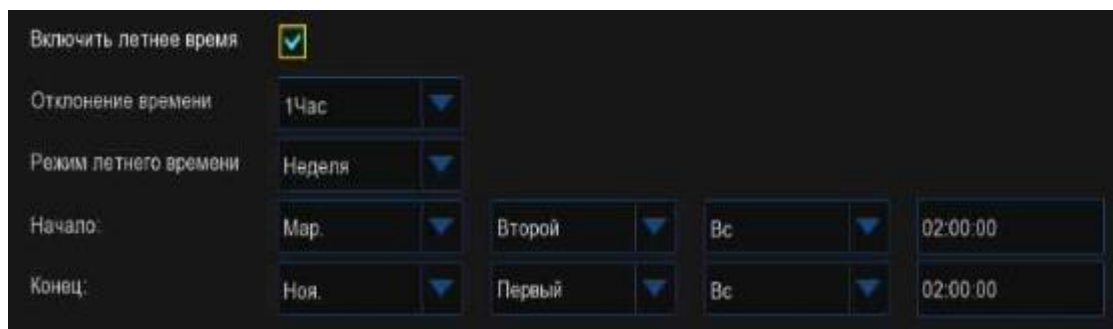 Включить летнее время
Отклонение времени 1Час
Режим летнего времени Неделя
Начало: Мар. Второй Вс 02:00:00
Конец: Ноя. Первый Вс 02:00:00